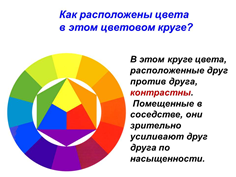 Как расположены цвета
в этом цветовом круге?
В этом круге цвета,
расположенные друг
против друга,
контрастны.
Помещенные в
соседстве, они
зрительно
усиливают друг
друга по
насыщенности.